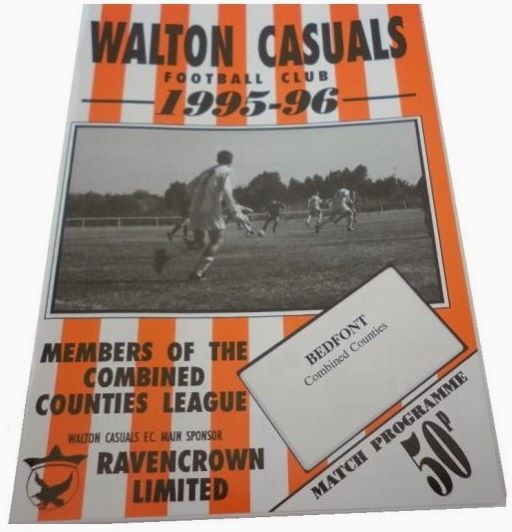 WALTON CASUALS
FOOTBALL CLUB
1995-96
MEMBERS OF THE
COMBINED
COUNTIES LEAGUE
WALTON CASUALS F.C. MAIN SPONSOR
RAVENCROWN
LIMITED
BEDFONT
Combined Counties
MATCH PROGRAMME
50P